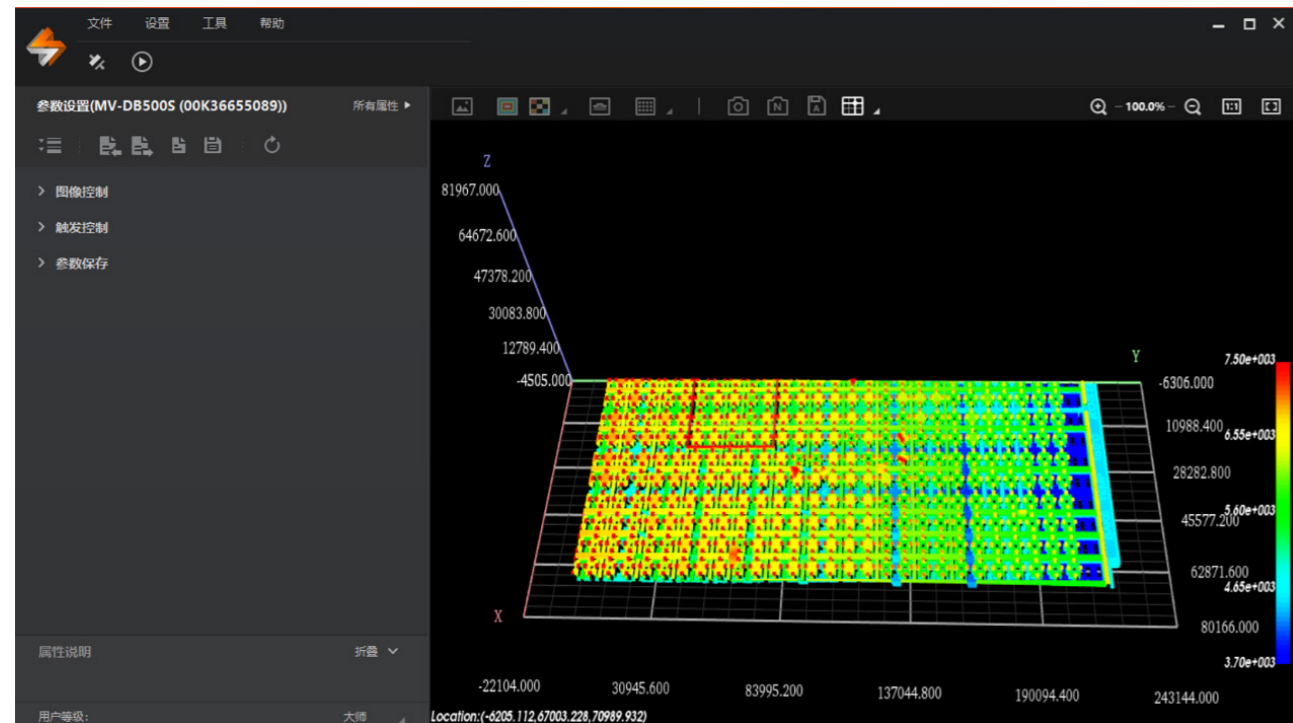 文件 设置 工具 帮助
参数设置(MV-DB500S (00K36655089)) 所有属性
100.0% 1:1
图像控制
触发控制
参数保存
Z
81967.000
64672.600
47378.200
30083.800
12789.400
-4505.000
Y
7.50e+003
-6306.000
10988.400
6.55e+003
28282.800
5.60e+003
45577.200
62871.600
4.65e+003
X
80166.000
3.70e+003
-22104.000 30945.600 83995.200 137044.800 190094.400 243144.000
Location:(-6205.112,67003.228,70989.932)
属性说明 折叠
用户等级: 大师